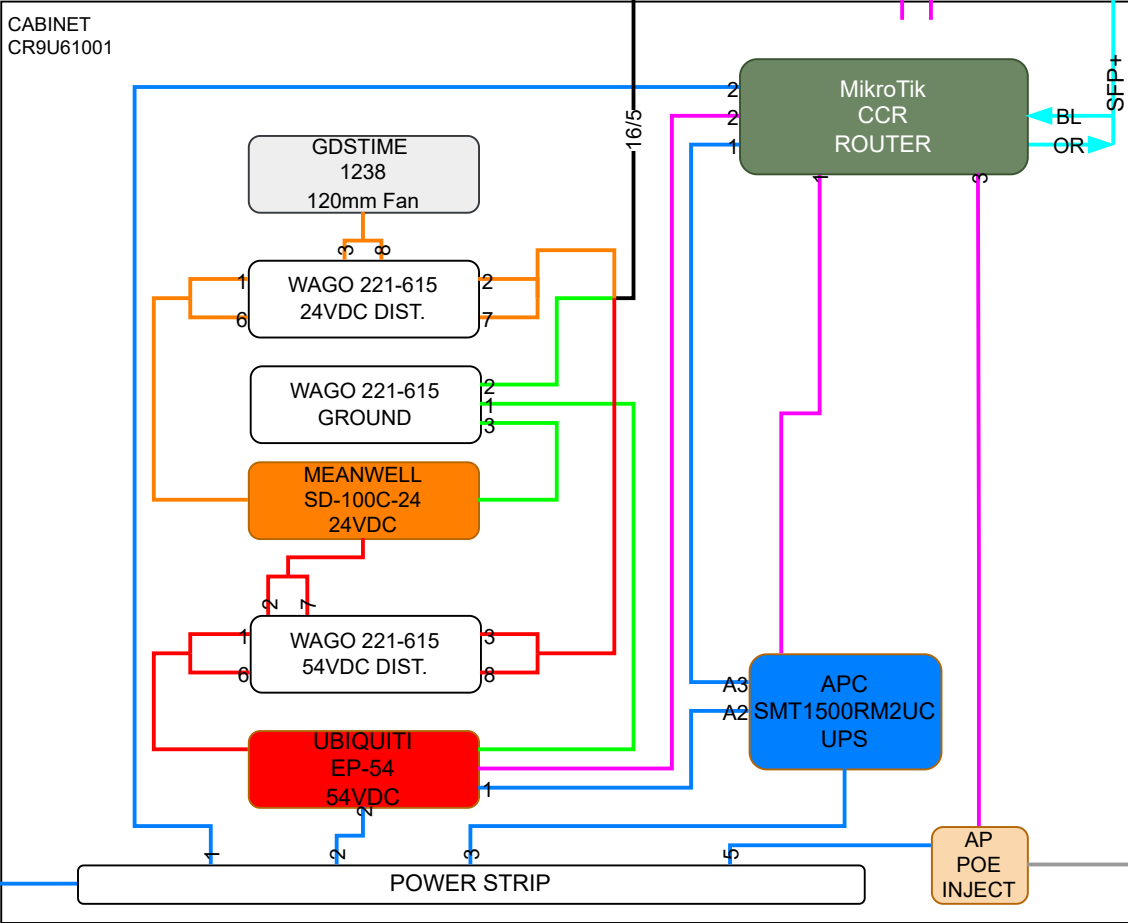 CABINET
CR9U61001
16/5
SFP+
MikroTik
CCR
ROUTER
2
2
1
1
3
BL
OR
GDSTIME
1238
120mm Fan
3
8
WAGO 221-615
24VDC DIST.
1
6
2
7
WAGO 221-615
GROUND
2
1
3
MEANWELL
SD-100C-24
24VDC
2
7
WAGO 221-615
54VDC DIST.
1
6
3
8
UBIQUITI
EP-54
54VDC
1
2
APC
SMT1500RM2UC
UPS
A3
A2
AP
POE
INJECT
1
2
3
5
POWER STRIP